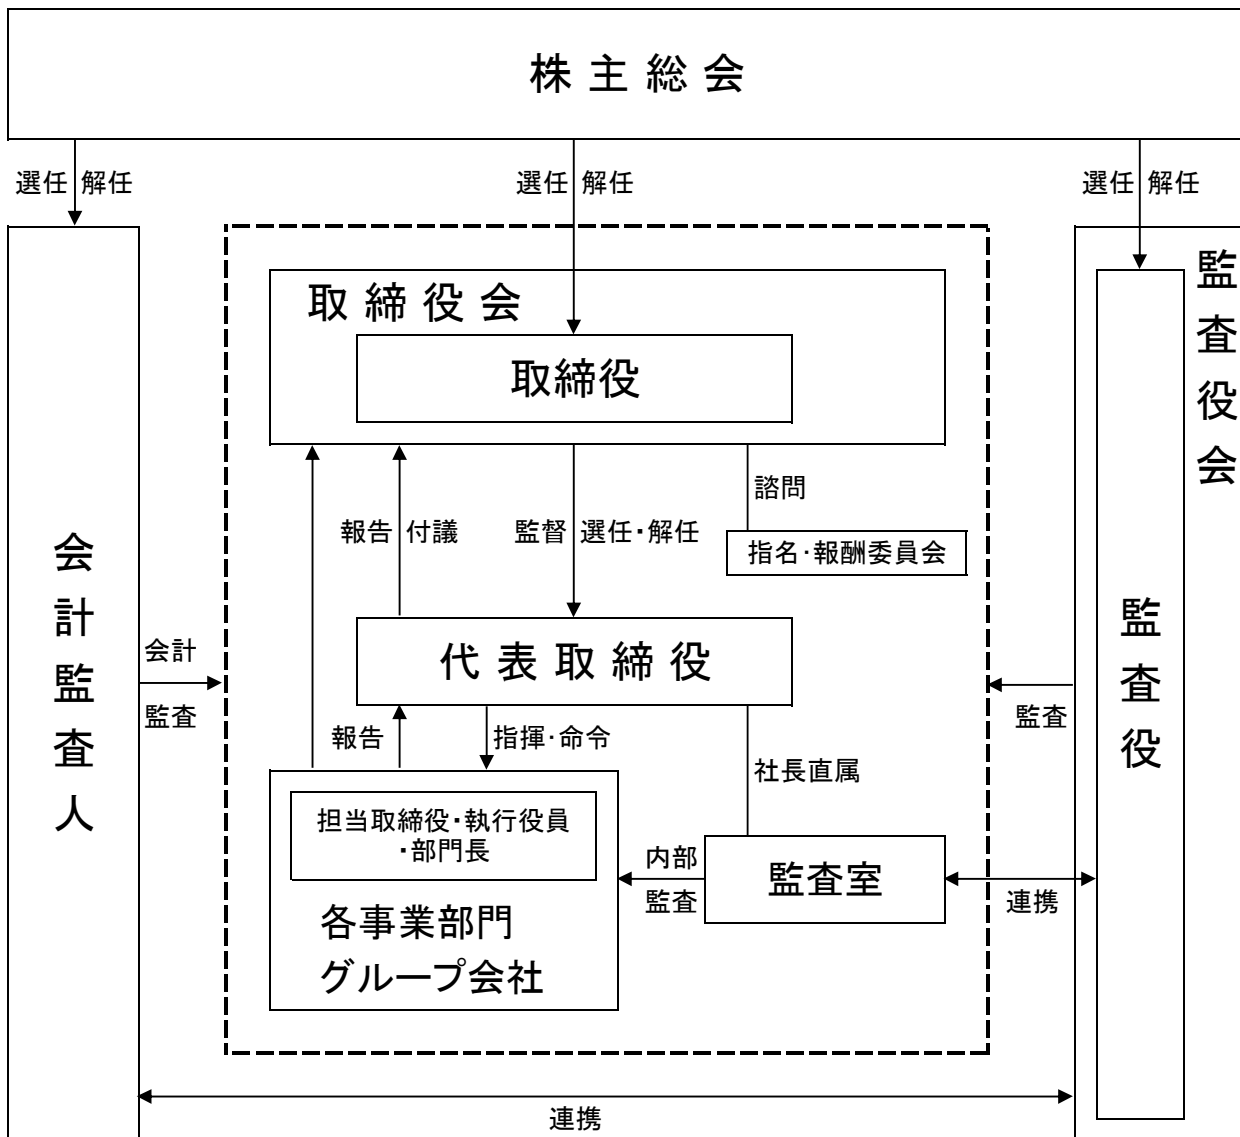 株主総会
選任 解任
選任 解任
選任 解任
取締役会
取締役
監査役会
監査役
会計監査人
報告 付議
監督 選任・解任
諮問
指名・報酬委員会
代表取締役
会計
監査
監査
報告
指揮・命令
社長直属
担当取締役・執行役員
・部門長
各事業部門
グループ会社
内部
監査
監査室
連携
連携